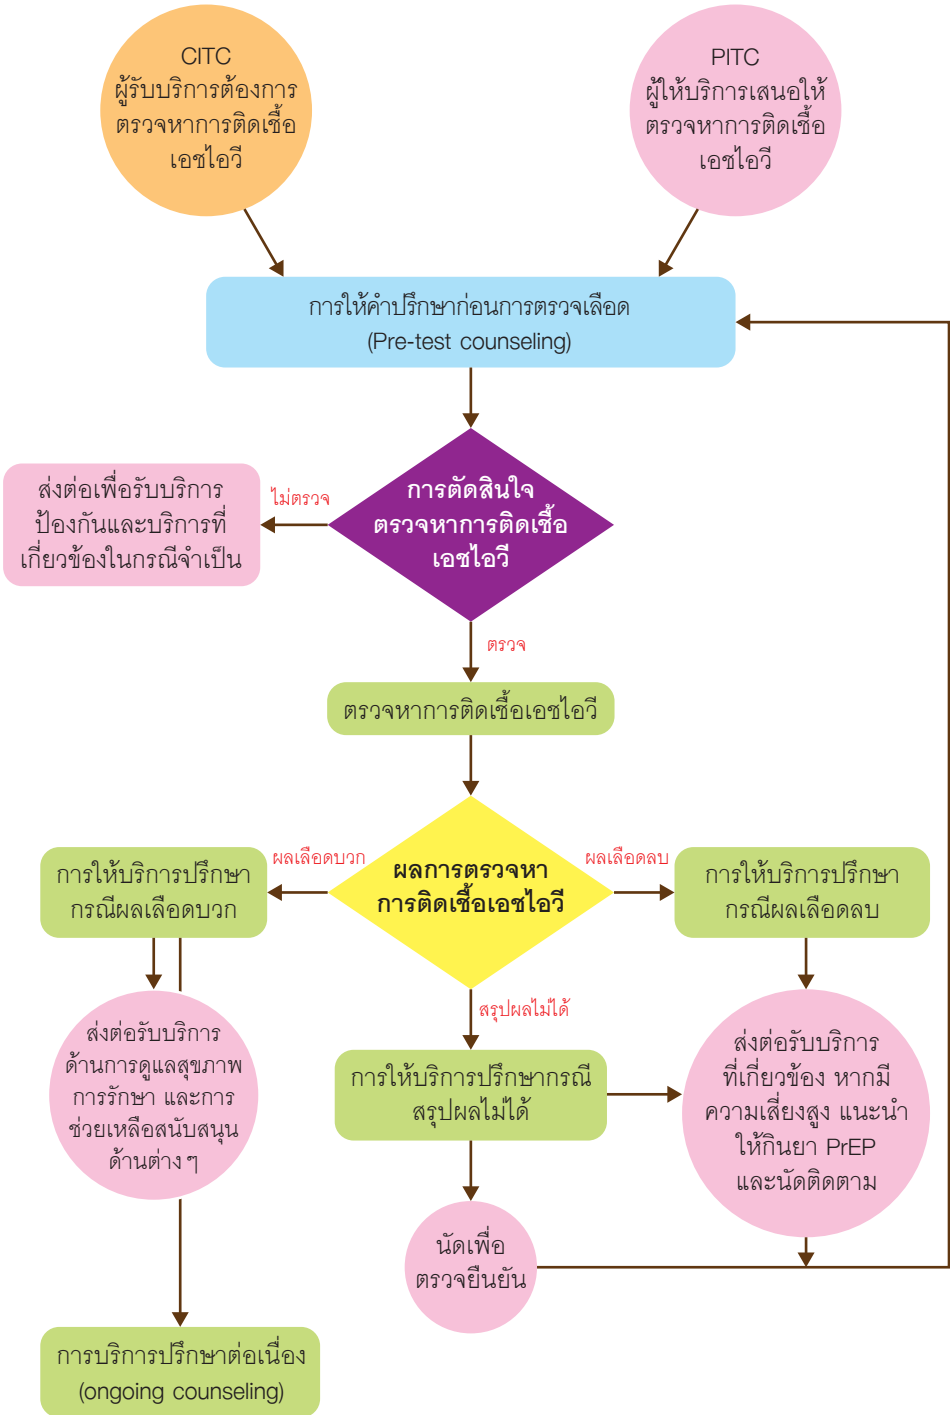 CITC
ผู้รับบริการต้องการ
ตรวจหาการติดเชื้อ
เอชไอวี
PITC
ผู้ให้บริการเสนอให้
ตรวจหาการติดเชื้อ
เอชไอวี
การให้คำปรึกษาก่อนการตรวจเลือด
(Pre-test counseling)
การตัดสินใจ
ตรวจหาการติดเชื้อ
เอชไอวี
ไม่ตรวจ
ส่งต่อเพื่อรับบริการ
ป้องกันและบริการที่
เกี่ยวข้องในกรณีจำเป็น
ตรวจ
ตรวจหาการติดเชื้อเอชไอวี
ผลการตรวจหา
การติดเชื้อเอชไอวี
ผลเลือดบวก
การให้บริการปรึกษา
กรณีผลเลือดบวก
ผลเลือดลบ
การให้บริการปรึกษา
กรณีผลเลือดลบ
สรุปผลไม่ได้
การให้บริการปรึกษากรณี
สรุปผลไม่ได้
ส่งต่อรับบริการ
ด้านการดูแลสุขภาพ
การรักษา และการ
ช่วยเหลือสนับสนุน
ด้านต่าง ๆ
ส่งต่อรับบริการ
ที่เกี่ยวข้อง หากมี
ความเสี่ยงสูง แนะนำ
ให้กินยา PrEP
และนัดติดตาม
นัดเพื่อ
ตรวจยืนยัน
การบริการปรึกษาต่อเนื่อง
(ongoing counseling)